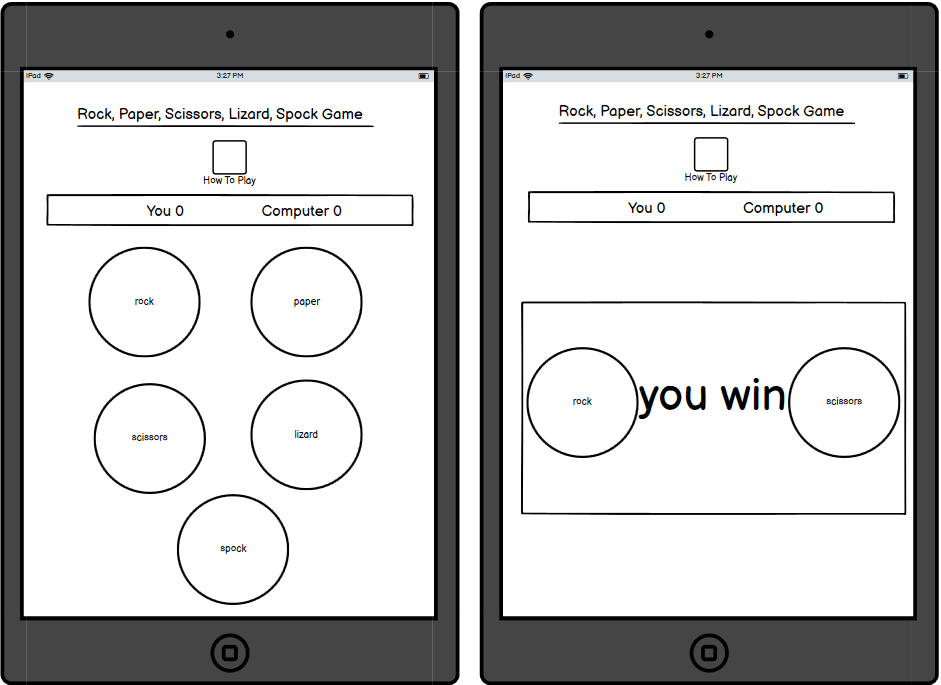 iPad 3:27 PM
Rock, Paper, Scissors, Lizard, Spock Game
How To Play
You 0 Computer 0
rock paper
scissors lizard
spock
iPad 3:27 PM
Rock, Paper, Scissors, Lizard, Spock Game
How To Play
You 0 Computer 0
rock you win scissors